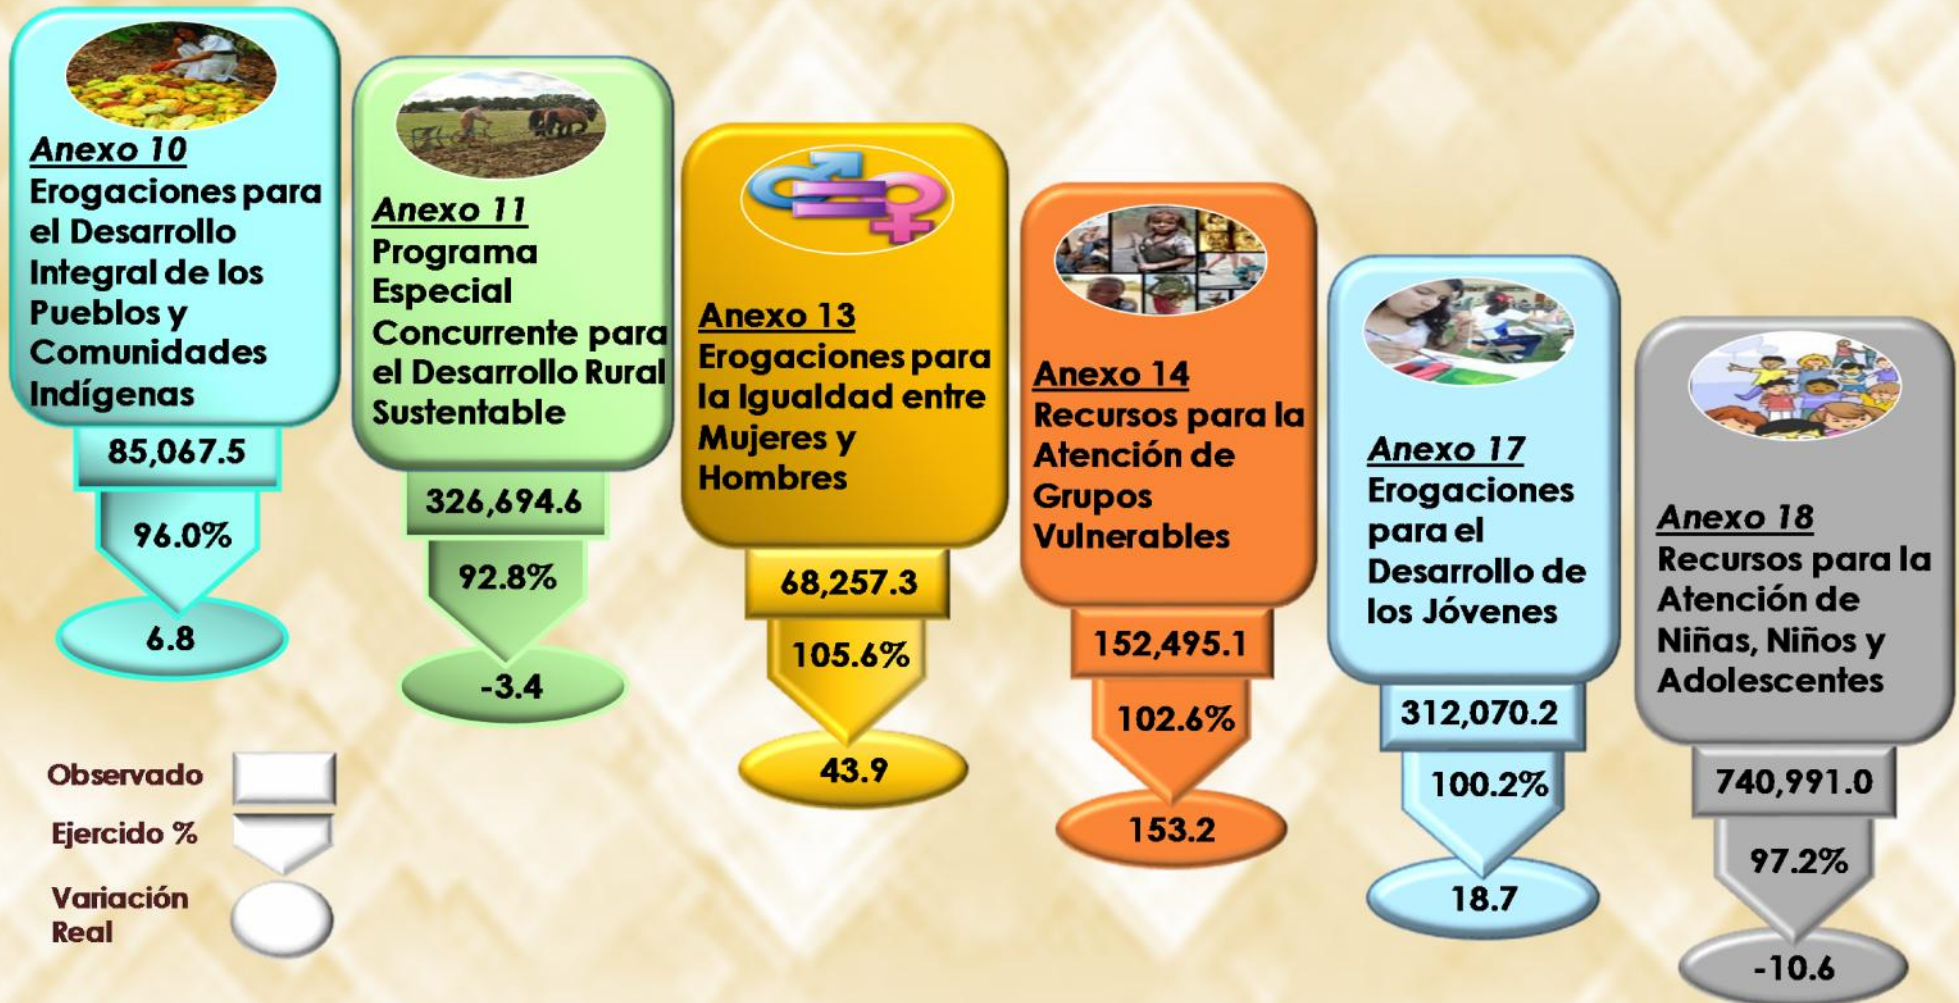 Anexo 10
Erogaciones para
el Desarrollo
Integral de los
Pueblos y
Comunidades
Indígenas
85,067.5
96.0%
6.8
Anexo 11
Programa
Especial
Concurrente para
el Desarrollo Rural
Sustentable
326,694.6
92.8%
-3.4
Anexo 13
Erogaciones para
la Igualdad entre
Mujeres y
Hombres
68,257.3
105.6%
43.9
Anexo 14
Recursos para la
Atención de
Grupos
Vulnerables
152,495.1
102.6%
153.2
Anexo 17
Erogaciones
para el
Desarrollo de
los Jóvenes
312,070.2
100.2%
18.7
Anexo 18
Recursos para la
Atención de
Niñas, Niños y
Adolescentes
740,991.0
97.2%
-10.6
Observado
Ejercido %
Variación
Real